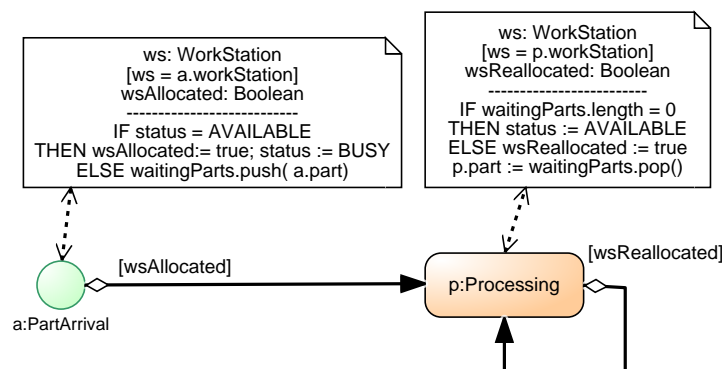 ws: WorkStation
[ws = a.workStation]
wsAllocated: Boolean
---------------------------
IF status = AVAILABLE
THEN wsAllocated:= true; status := BUSY
ELSE waitingParts.push( a.part)
ws: WorkStation
[ws = p.workStation]
wsReallocated: Boolean
-------------------------
IF waitingParts.length = 0
THEN status := AVAILABLE
ELSE wsReallocated := true
p.part := waitingParts.pop()
[wsAllocated]
[wsReallocated]
p:Processing
a:PartArrival